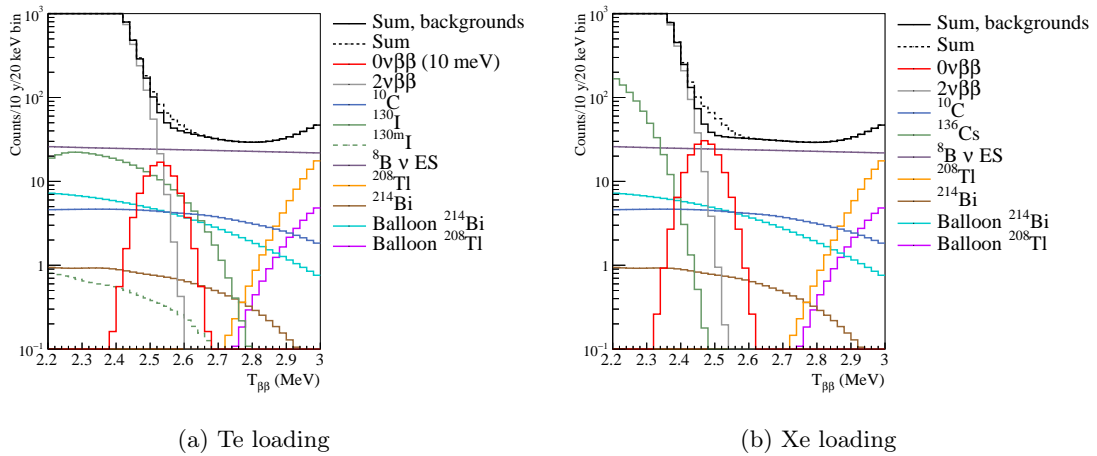 Counts/10 y/20 keV bin
10³
10²
10
1
10⁻¹
2.2 2.3 2.4 2.5 2.6 2.7 2.8 2.9 3
T_ββ (MeV)
Sum, backgrounds
Sum
0νββ (10 meV)
2νββ
¹⁰C
¹³⁰I
¹³⁰ᵐI
⁸B ν ES
²⁰⁸Tl
²¹⁴Bi
Balloon ²¹⁴Bi
Balloon ²⁰⁸Tl
(a) Te loading
Counts/10 y/20 keV bin
10³
10²
10
1
10⁻¹
2.2 2.3 2.4 2.5 2.6 2.7 2.8 2.9 3
T_ββ (MeV)
Sum, backgrounds
Sum
0νββ
2νββ
¹⁰C
¹³⁶Cs
⁸B ν ES
²⁰⁸Tl
²¹⁴Bi
Balloon ²¹⁴Bi
Balloon ²⁰⁸Tl
(b) Xe loading